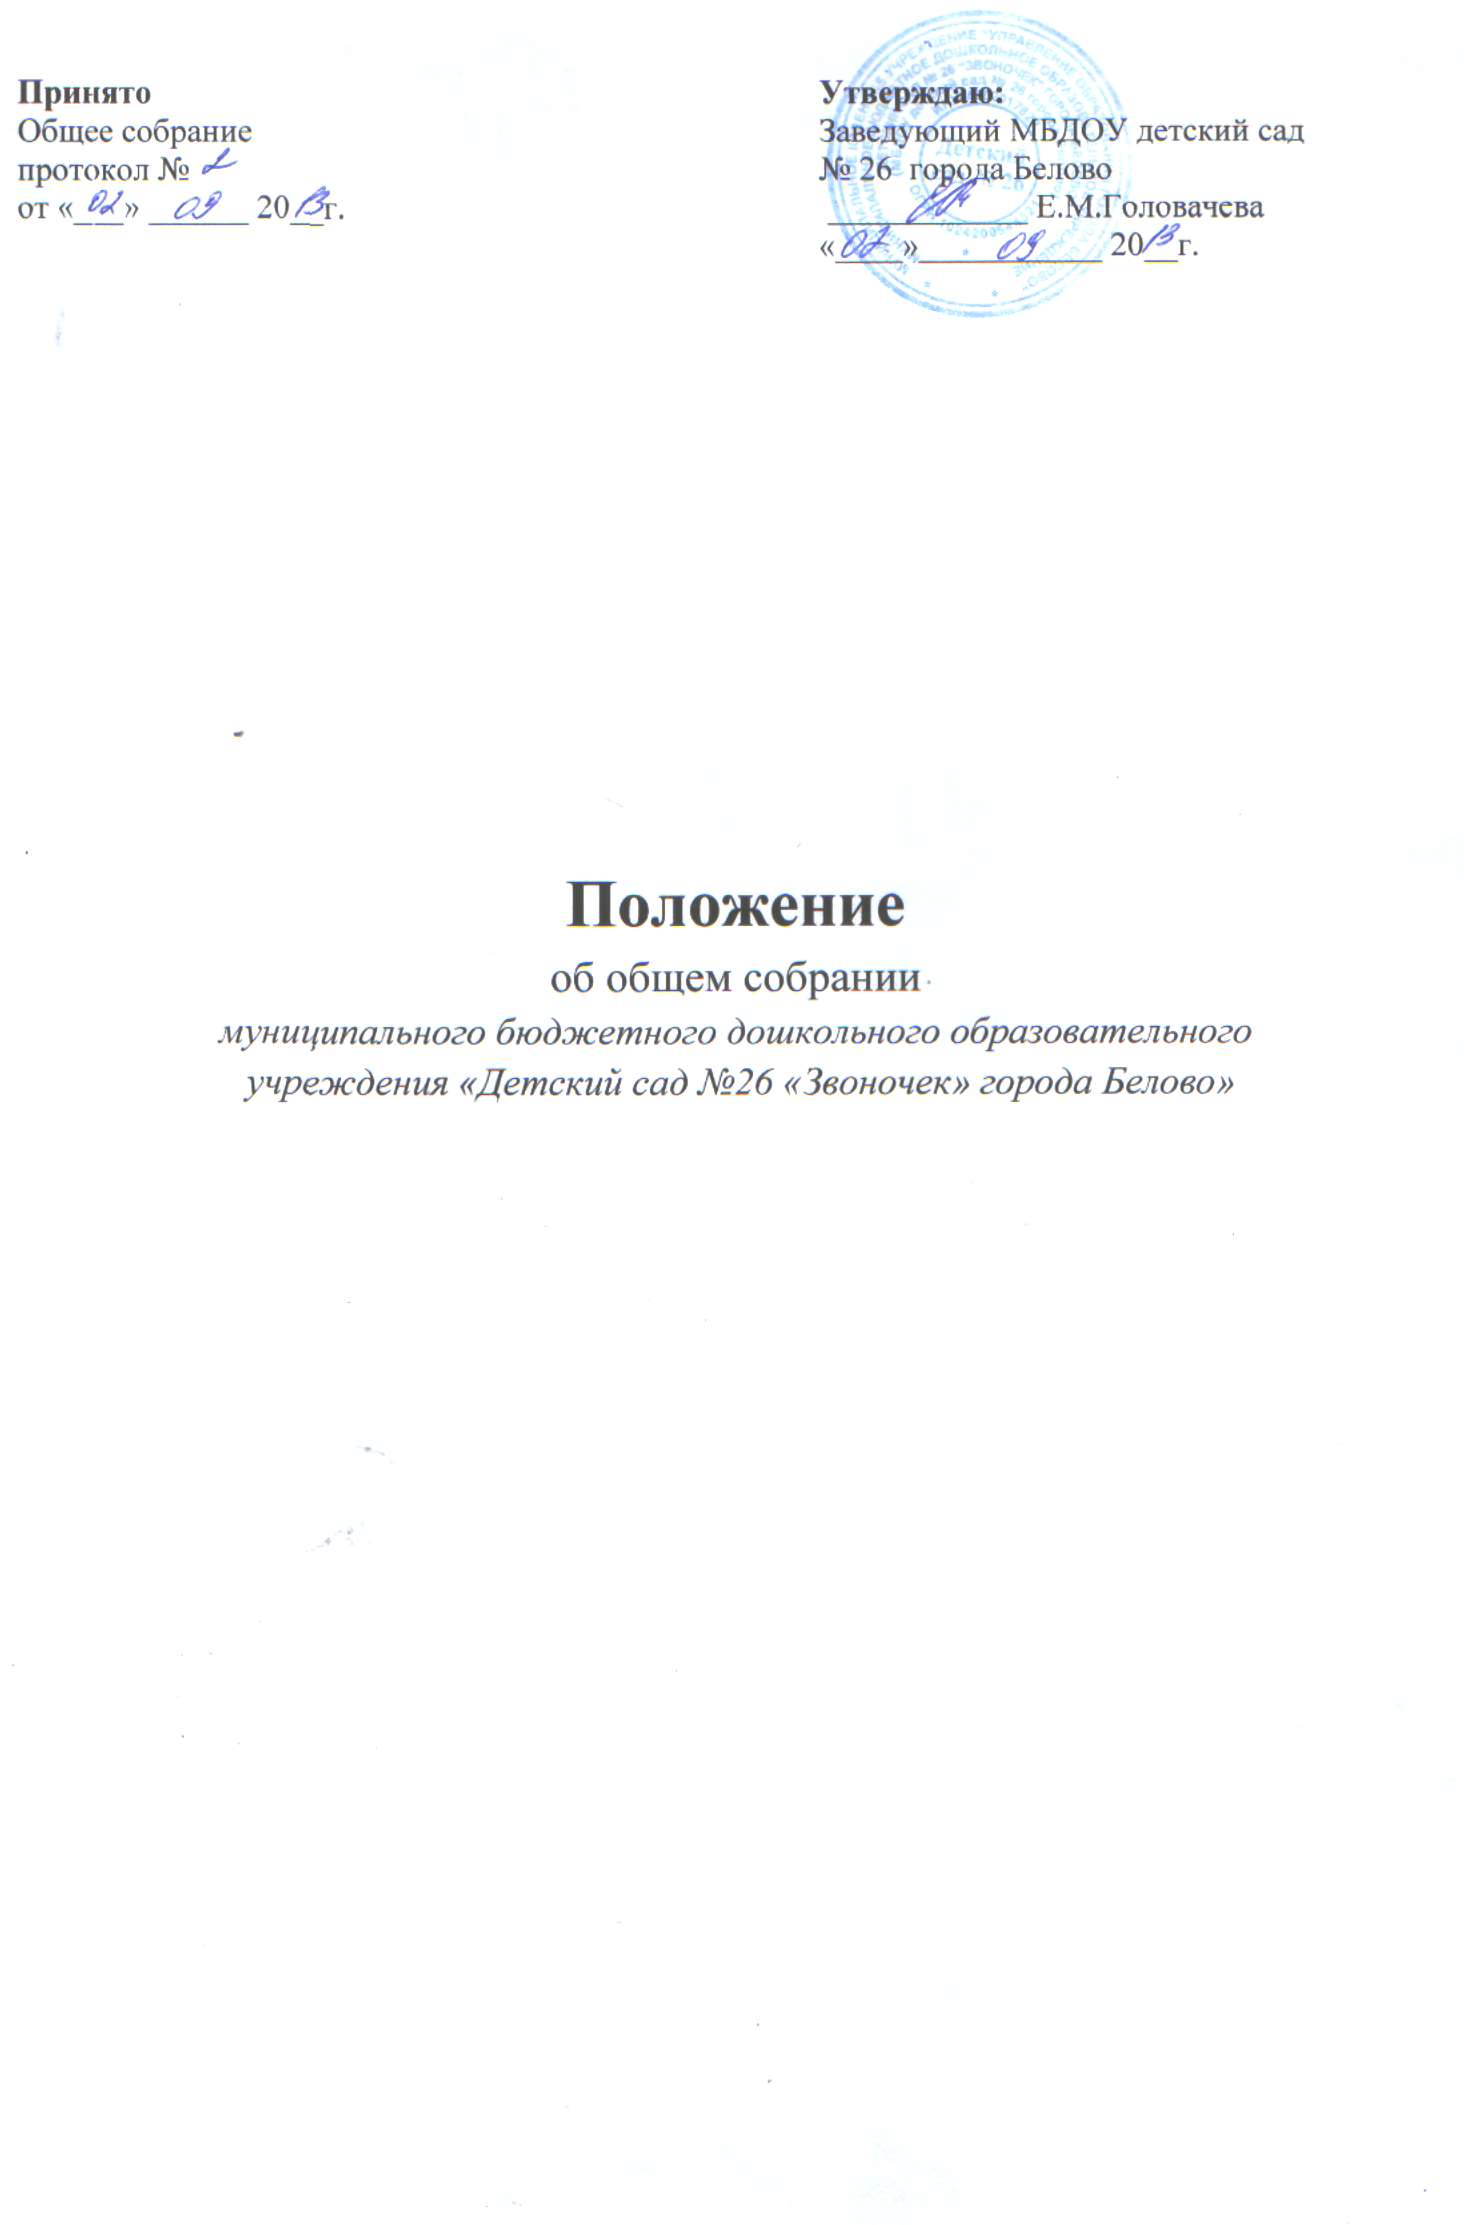 Принято
Общее собрание
протокол № 2
от «02» 09 2013г.
Утверждаю:
Заведующий МБДОУ детский сад
№ 26 города Белово
Е.М.Головачева
«02» 09 2013г.
Детский
Положение
об общем собрании
муниципального бюджетного дошкольного образовательного
учреждения «Детский сад №26 «Звоночек» города Белово»